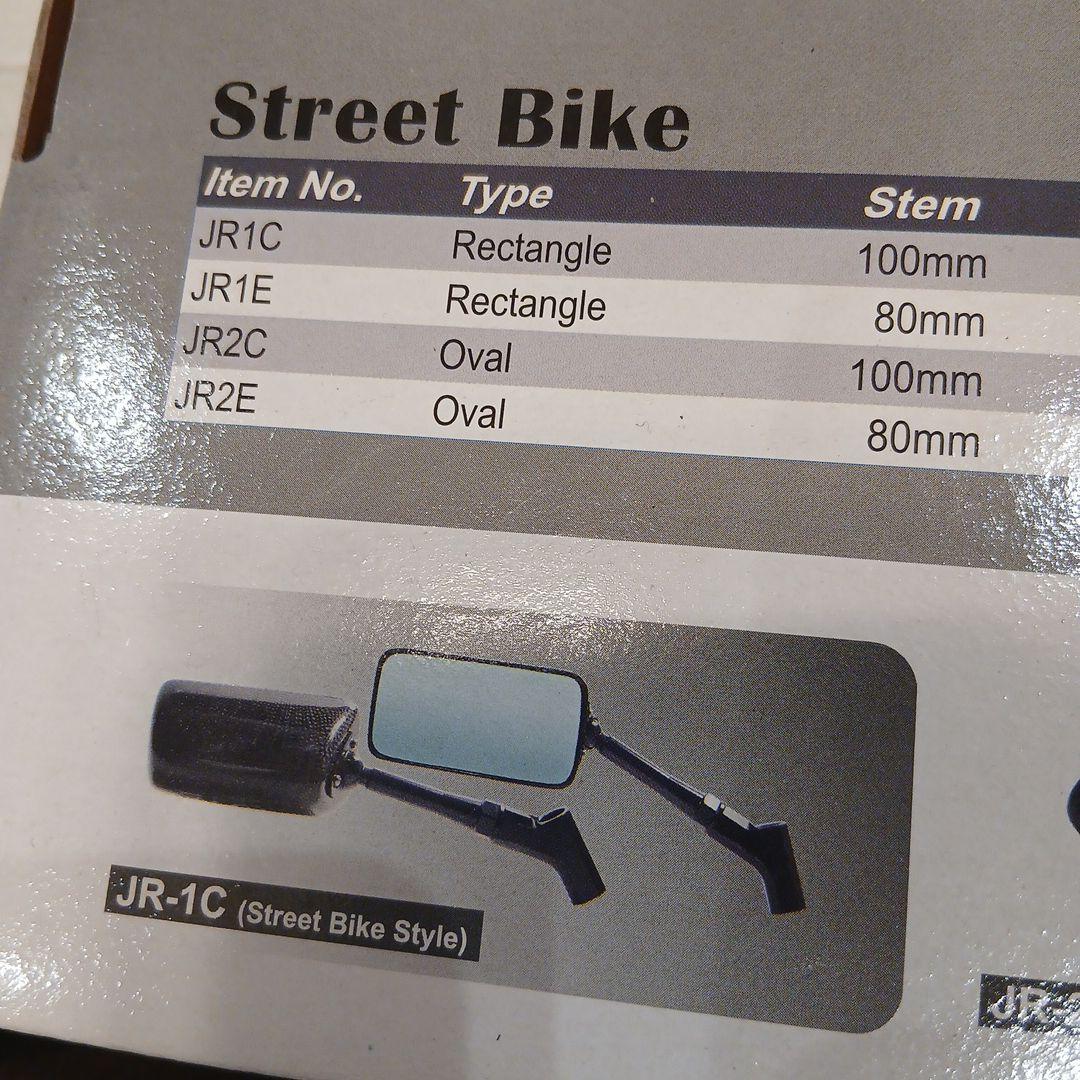 Street Bike
Item No. Type Stem
JR1C Rectangle 100mm
JR1E Rectangle 80mm
JR2C Oval 100mm
JR2E Oval 80mm
JR-1C (Street Bike Style)